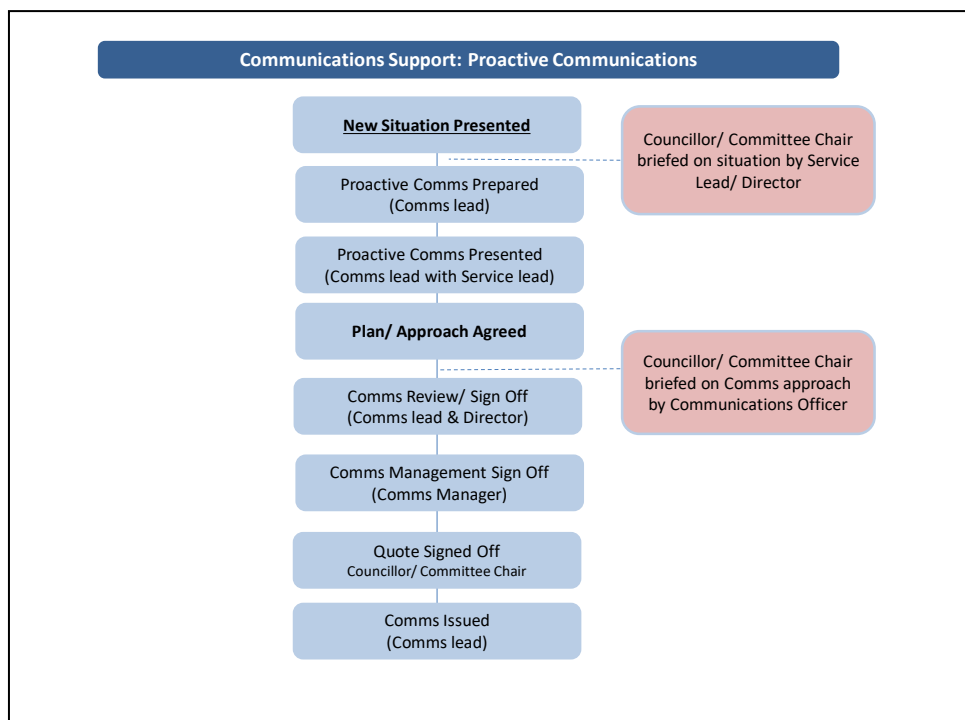 Communications Support: Proactive Communications
New Situation Presented
Councillor/ Committee Chair
briefed on situation by Service
Lead/ Director
Proactive Comms Prepared
(Comms lead)
Proactive Comms Presented
(Comms lead with Service lead)
Plan/ Approach Agreed
Councillor/ Committee Chair
briefed on Comms approach
by Communications Officer
Comms Review/ Sign Off
(Comms lead & Director)
Comms Management Sign Off
(Comms Manager)
Quote Signed Off
Councillor/ Committee Chair
Comms Issued
(Comms lead)